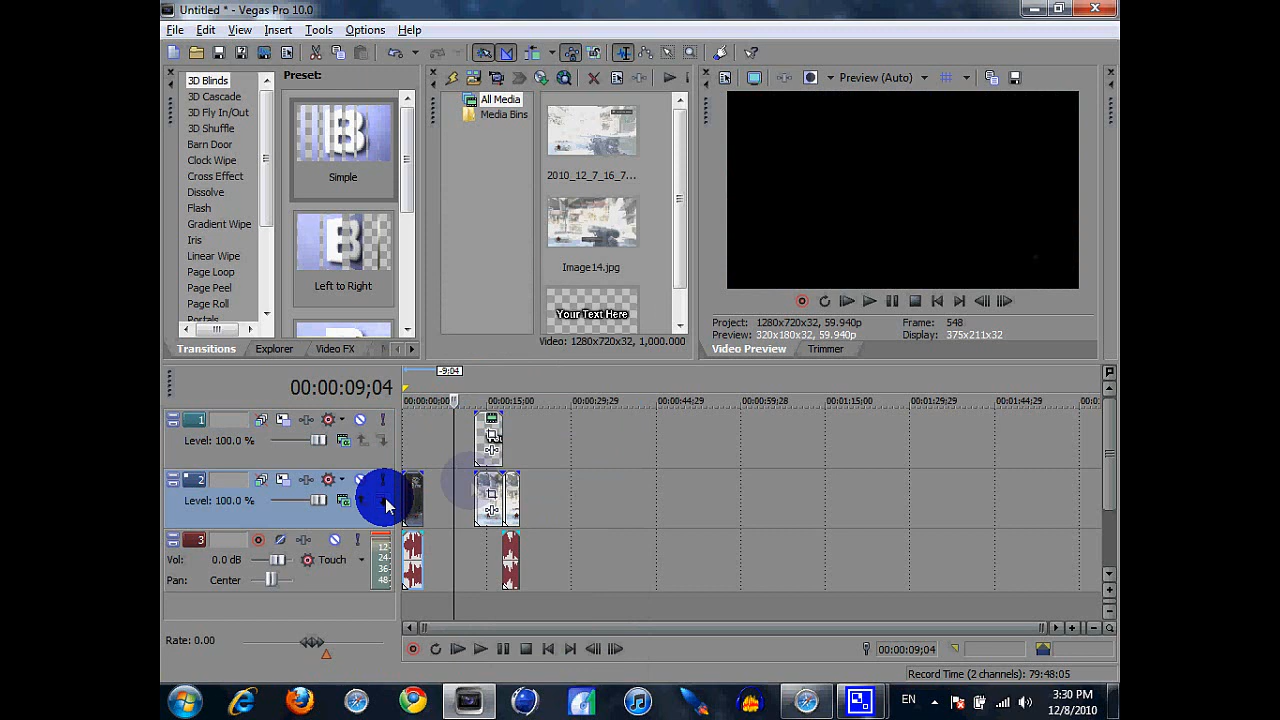 Untitled * - Vegas Pro 10.0
File Edit View Insert Tools Options Help
3D Blinds
3D Cascade
3D Fly In/Out
3D Shuffle
Barn Door
Clock Wipe
Cross Effect
Dissolve
Flash
Gradient Wipe
Iris
Linear Wipe
Page Loop
Page Peel
Page Roll
Portals
Preset:
Simple
Left to Right
Transitions Explorer Video FX
All Media
Media Bins
2010_12_7_16_7...
Image14.jpg
Your Text Here
Video: 1280x720x32, 1,000.000
Preview (Auto)
Project: 1280x720x32, 59.940p Frame: 548
Preview: 320x180x32, 59.940p Display: 375x211x32
Video Preview Trimmer
00:00:09;04
-9:04
00:00:00;00 00:00:15;00 00:00:29;29 00:00:44;29 00:00:59;28 00:01:15;00 00:01:29;29 00:01:44;29 00:0
1
Level: 100.0 %
2
Level: 100.0 %
3
Vol: 0.0 dB Touch
Pan: Center
12
24
36
48
Rate: 0.00
00:00:09;04
Record Time (2 channels): 79:48:05
EN
3:30 PM
12/8/2010